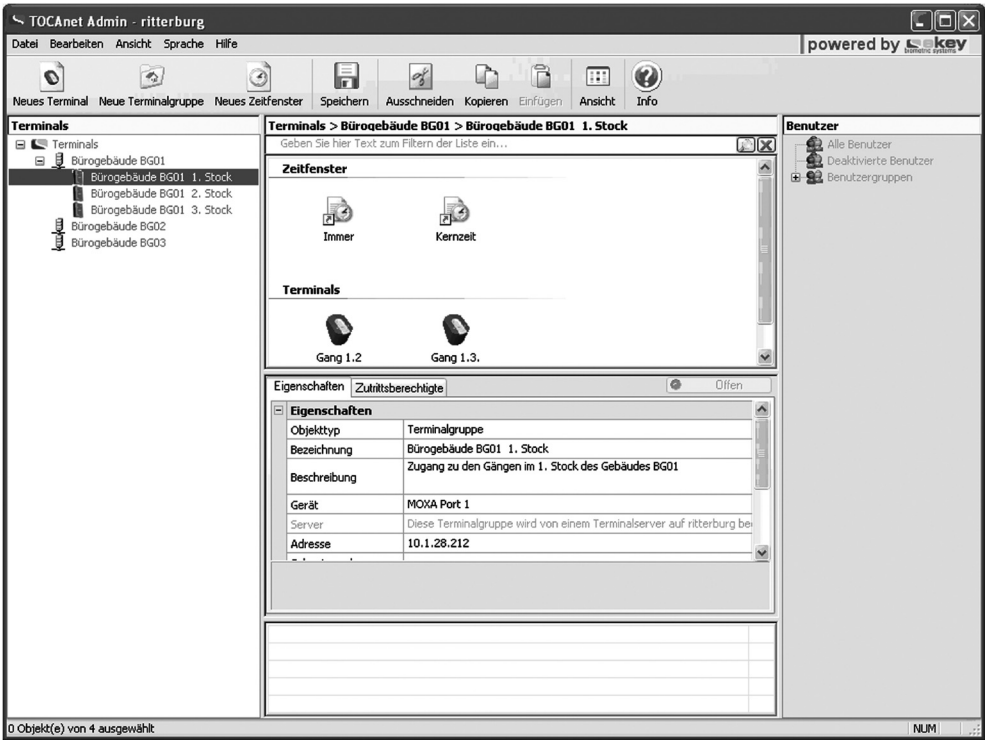 TOCAnet Admin - ritterburg
Datei Bearbeiten Ansicht Sprache Hilfe
powered by ekey
biometric systems
Neues Terminal Neue Terminalgruppe Neues Zeitfenster Speichern Ausschneiden Kopieren Einfügen Ansicht Info
Terminals
Terminals
Bürogebäude BG01
Bürogebäude BG01 1. Stock
Bürogebäude BG01 2. Stock
Bürogebäude BG01 3. Stock
Bürogebäude BG02
Bürogebäude BG03
Terminals > Bürogebäude BG01 > Bürogebäude BG01 1. Stock
Geben Sie hier Text zum Filtern der Liste ein...
Zeitfenster
Immer Kernzeit
Terminals
Gang 1.2 Gang 1.3.
Eigenschaften Zutrittsberechtigte Offen
Eigenschaften
Objekttyp Terminalgruppe
Bezeichnung Bürogebäude BG01 1. Stock
Beschreibung Zugang zu den Gängen im 1. Stock des Gebäudes BG01
Gerät MOXA Port 1
Server Diese Terminalgruppe wird von einem Terminalserver auf ritterburg be
Adresse 10.1.28.212
Benutzer
Alle Benutzer
Deaktivierte Benutzer
Benutzergruppen
0 Objekt(e) von 4 ausgewählt
NUM